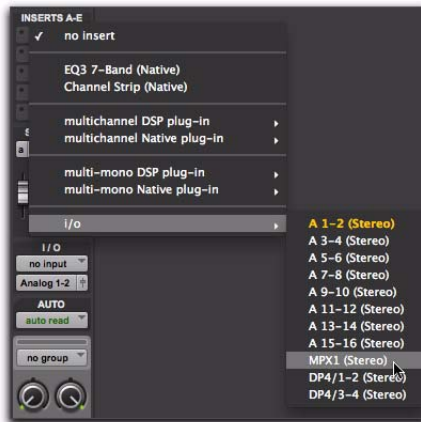 INSERTS A-E
✓ no insert
EQ3 7-Band (Native)
Channel Strip (Native)
multichannel DSP plug-in
multichannel Native plug-in
multi-mono DSP plug-in
multi-mono Native plug-in
i/o
A 1-2 (Stereo)
A 3-4 (Stereo)
A 5-6 (Stereo)
A 7-8 (Stereo)
A 9-10 (Stereo)
A 11-12 (Stereo)
A 13-14 (Stereo)
A 15-16 (Stereo)
MPX1 (Stereo)
DP4/1-2 (Stereo)
DP4/3-4 (Stereo)
S
a
I / O
no input
Analog 1-2
AUTO
auto read
no group